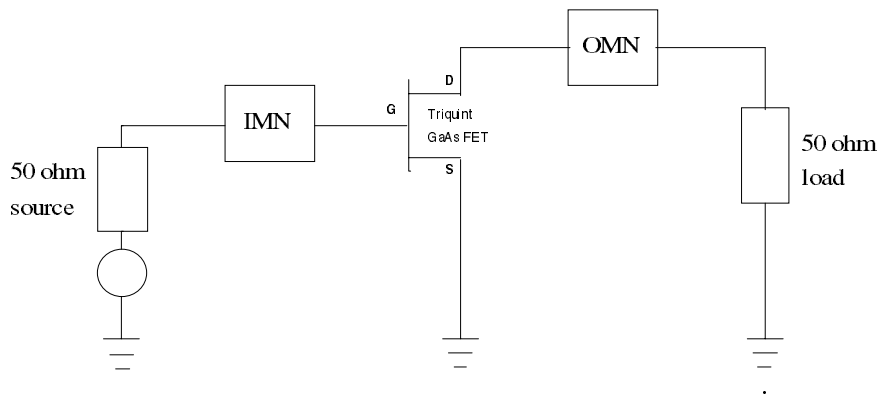 50 ohm
source
IMN
G
D
Triquint
GaAs FET
S
OMN
50 ohm
load